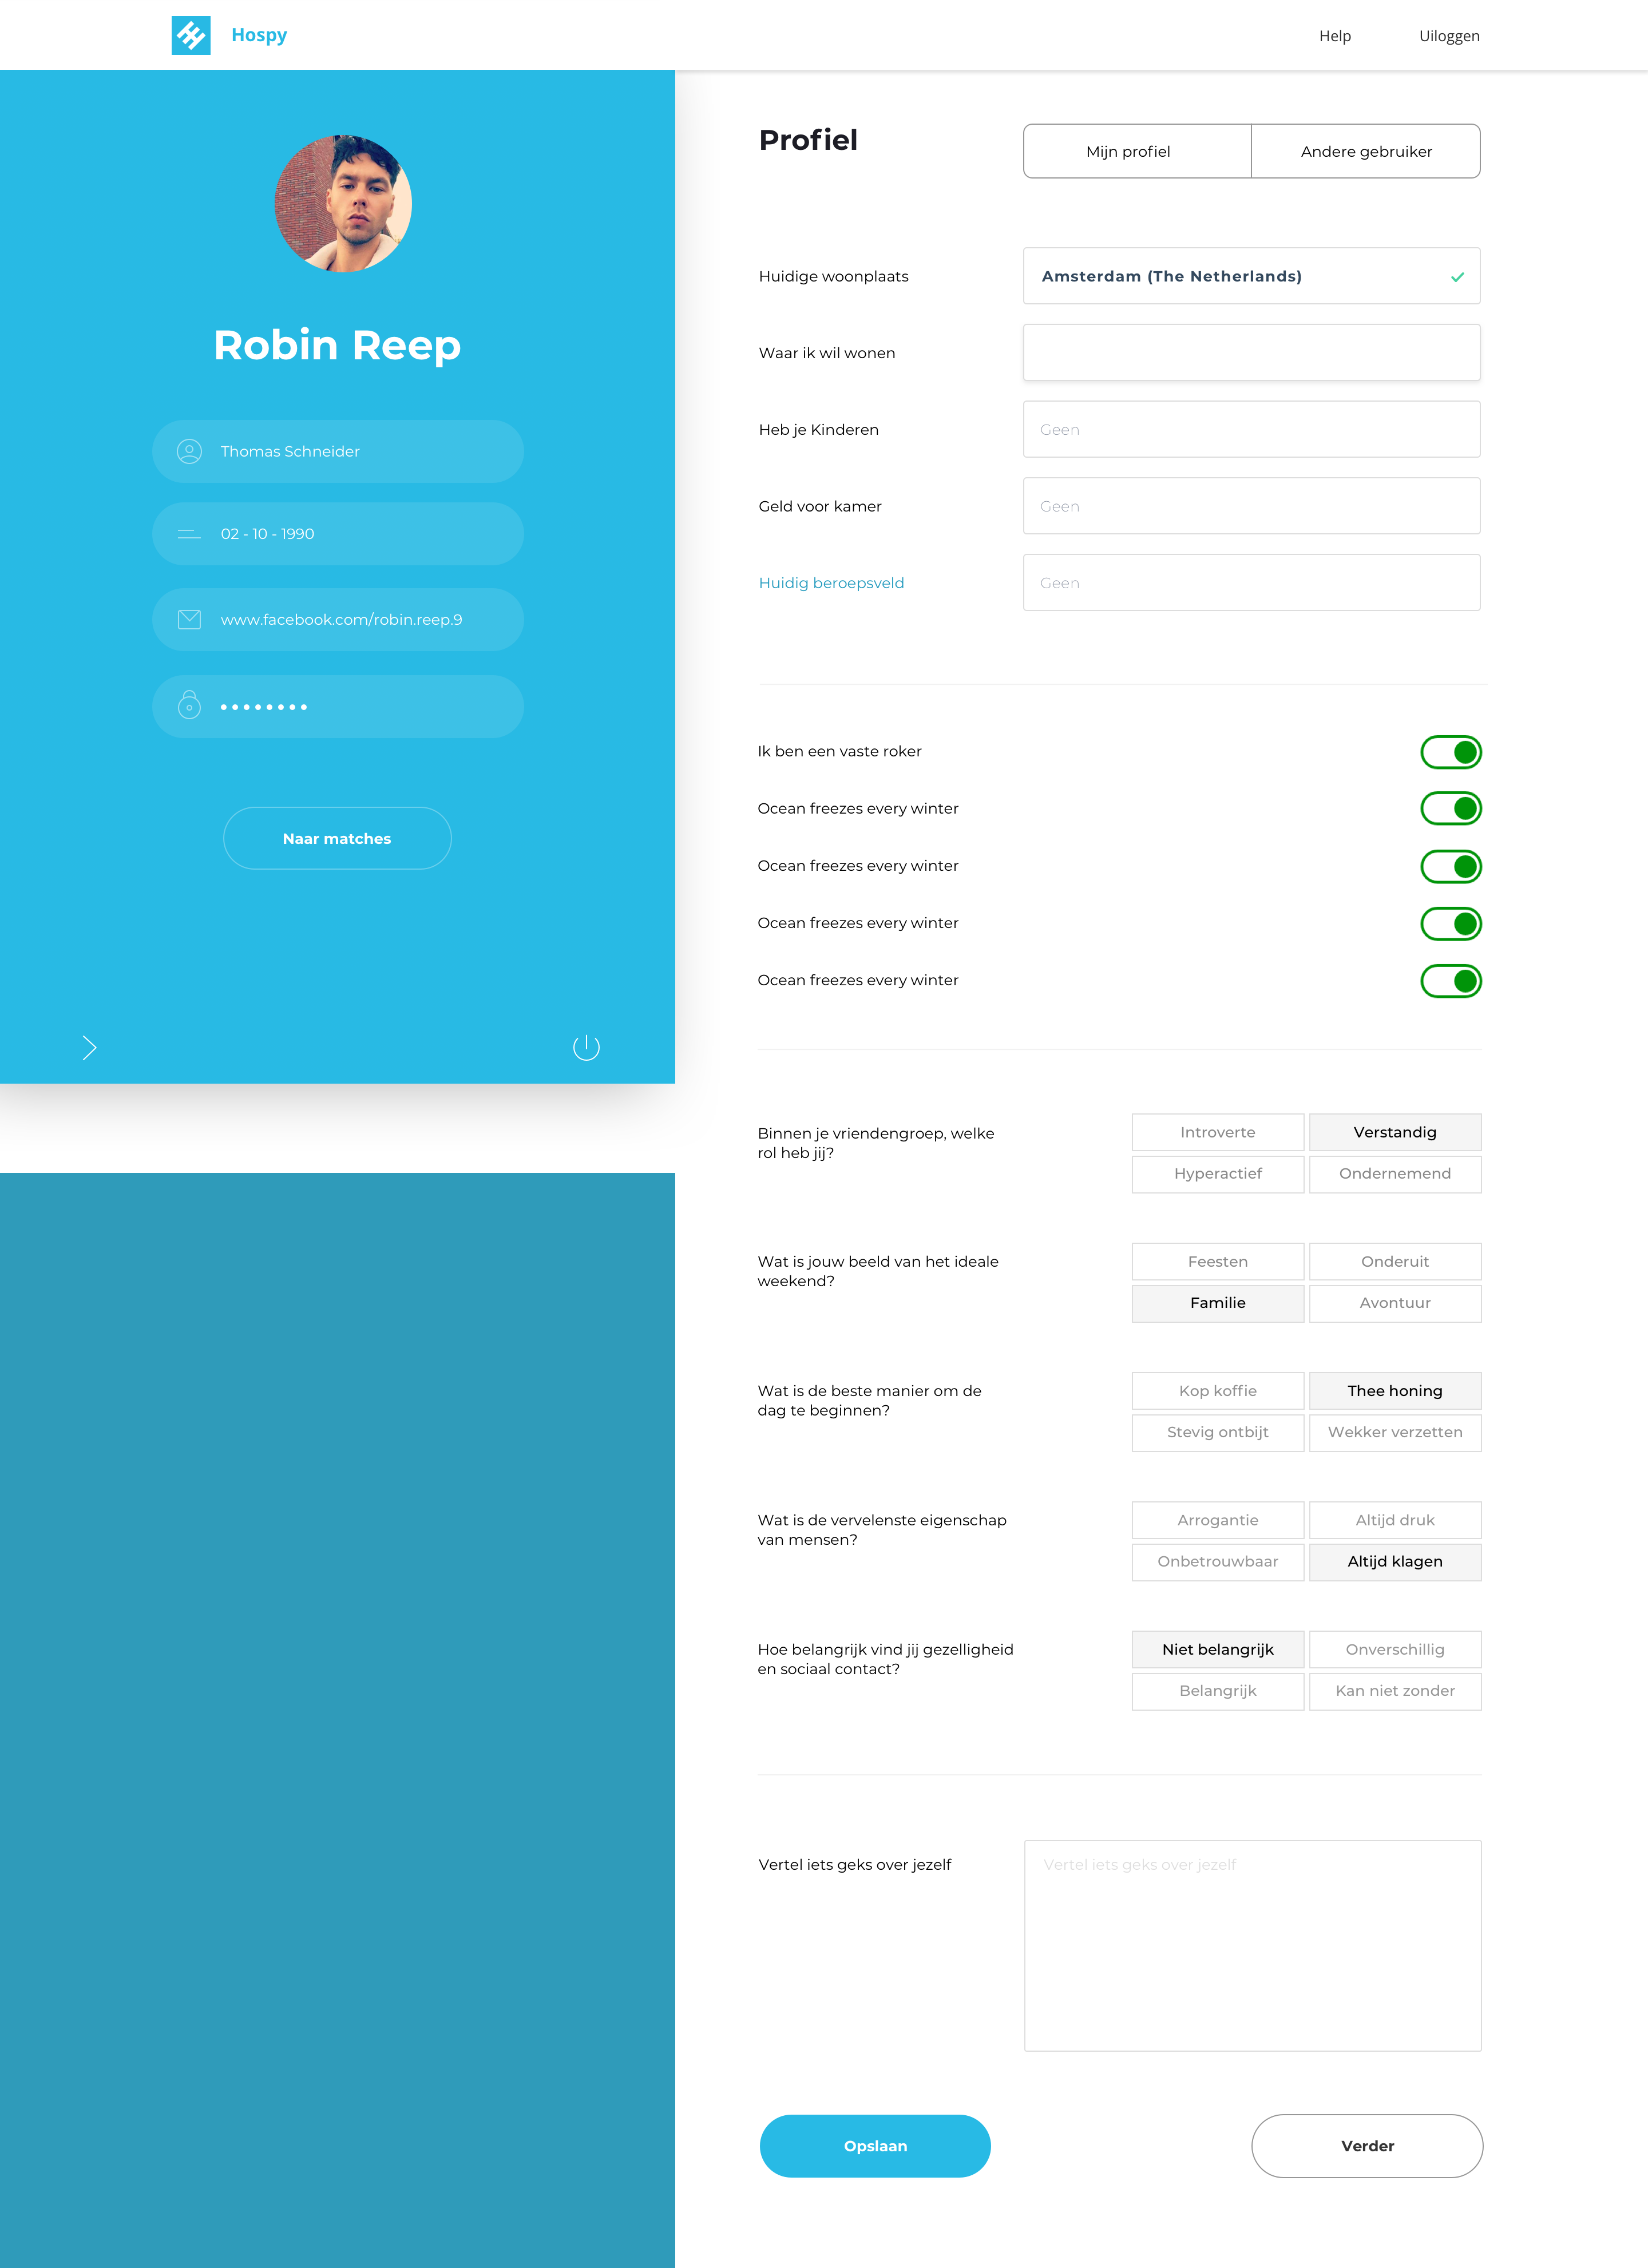 Hospy
Help
Uiloggen
Robin Reep
Thomas Schneider
02 - 10 - 1990
www.facebook.com/robin.reep.9
Naar matches
Profiel
Mijn profiel
Andere gebruiker
Huidige woonplaats
Amsterdam (The Netherlands)
Waar ik wil wonen
Heb je Kinderen
Geen
Geld voor kamer
Geen
Huidig beroepsveld
Geen
Ik ben een vaste roker
Ocean freezes every winter
Ocean freezes every winter
Ocean freezes every winter
Ocean freezes every winter
Binnen je vriendengroep, welke
rol heb jij?
Introverte
Verstandig
Hyperactief
Ondernemend
Wat is jouw beeld van het ideale
weekend?
Feesten
Onderuit
Familie
Avontuur
Wat is de beste manier om de
dag te beginnen?
Kop koffie
Thee honing
Stevig ontbijt
Wekker verzetten
Wat is de vervelenste eigenschap
van mensen?
Arrogantie
Altijd druk
Onbetrouwbaar
Altijd klagen
Hoe belangrijk vind jij gezelligheid
en sociaal contact?
Niet belangrijk
Onverschillig
Belangrijk
Kan niet zonder
Vertel iets geks over jezelf
Vertel iets geks over jezelf
Opslaan
Verder